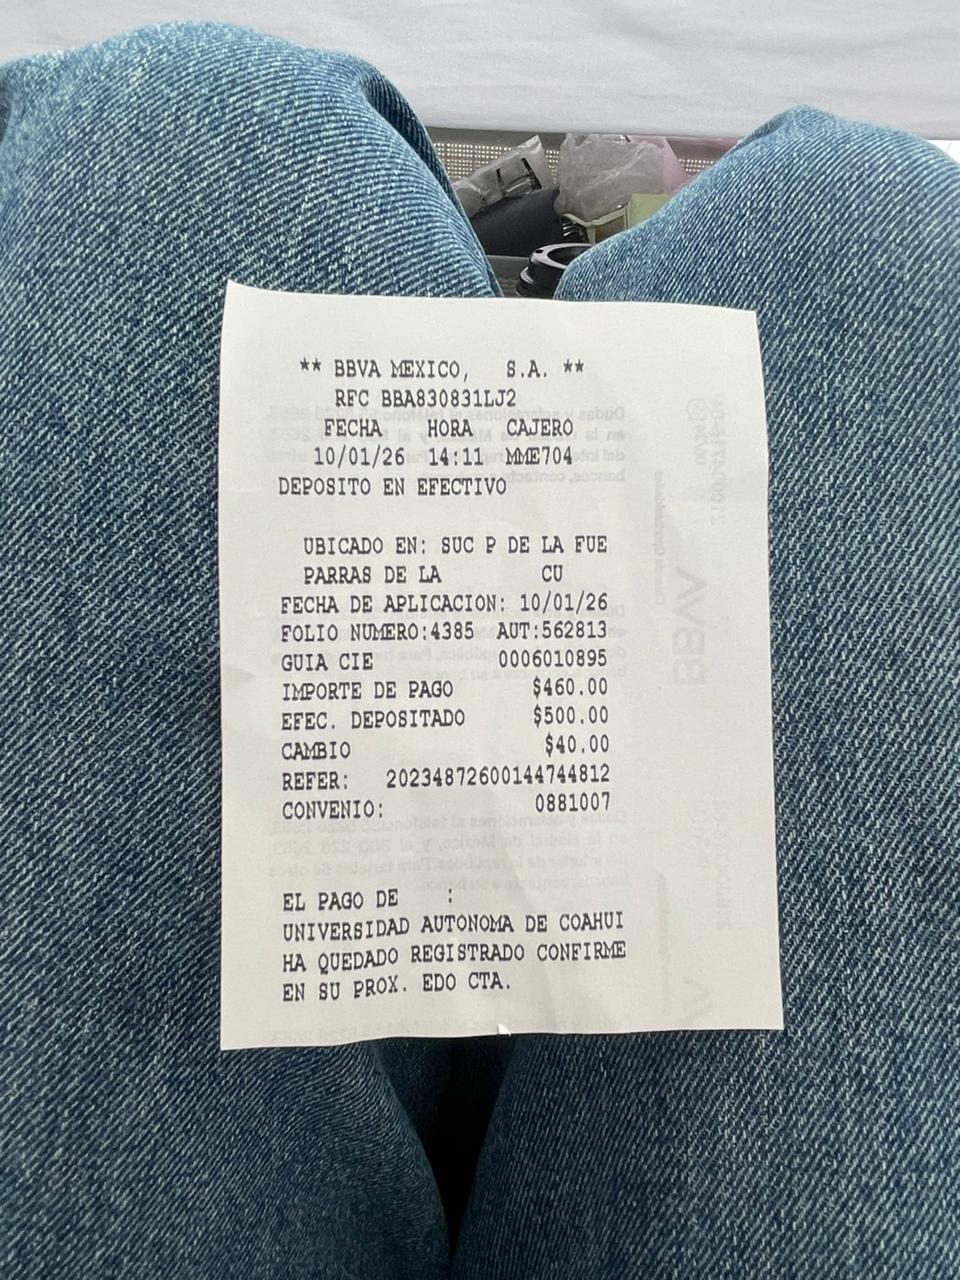 ** BBVA MEXICO, S.A. **
RFC BBA830831LJ2
FECHA HORA CAJERO
10/01/26 14:11 MME704
DEPOSITO EN EFECTIVO
UBICADO EN: SUC P DE LA FUE
PARRAS DE LA CU
FECHA DE APLICACION: 10/01/26
FOLIO NUMERO:4385 AUT:562813
GUIA CIE 0006010895
IMPORTE DE PAGO $460.00
EFEC. DEPOSITADO $500.00
CAMBIO $40.00
REFER: 20234872600144744812
CONVENIO: 0881007
EL PAGO DE :
UNIVERSIDAD AUTONOMA DE COAHUI
HA QUEDADO REGISTRADO CONFIRME
EN SU PROX. EDO CTA.
BBVA